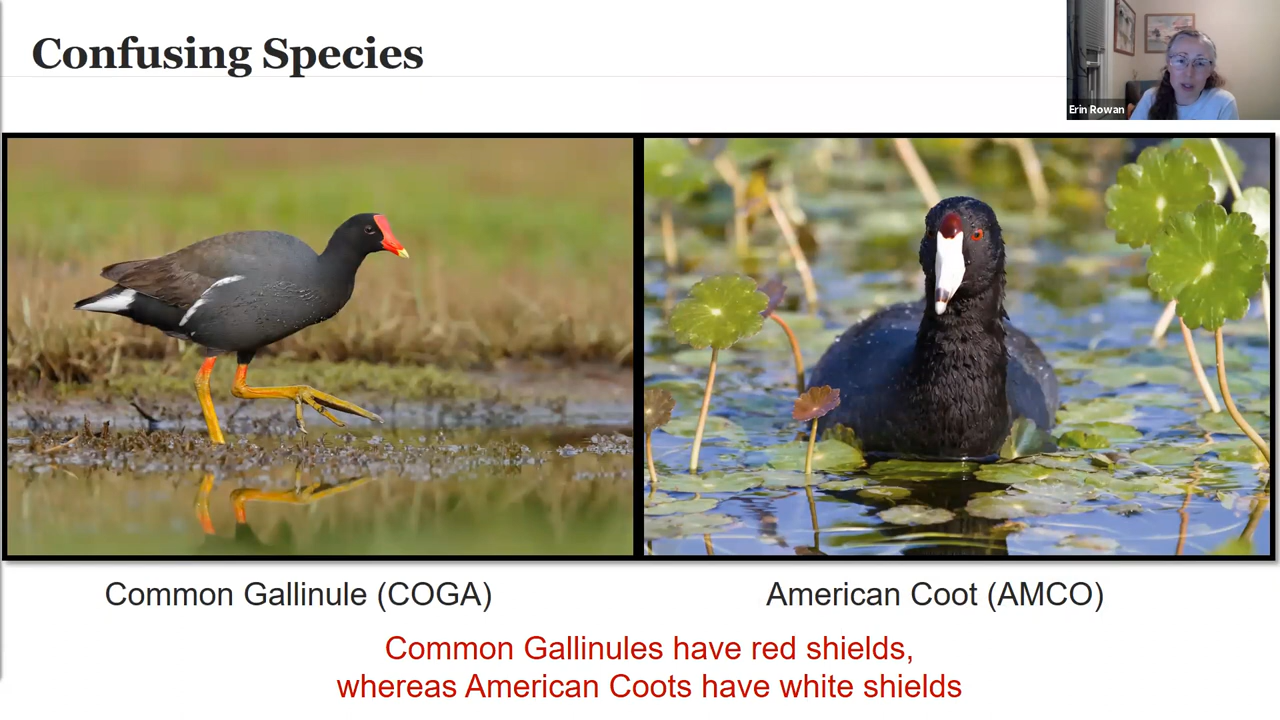 Confusing Species
Erin Rowan
Common Gallinule (COGA)
American Coot (AMCO)
Common Gallinules have red shields,
whereas American Coots have white shields